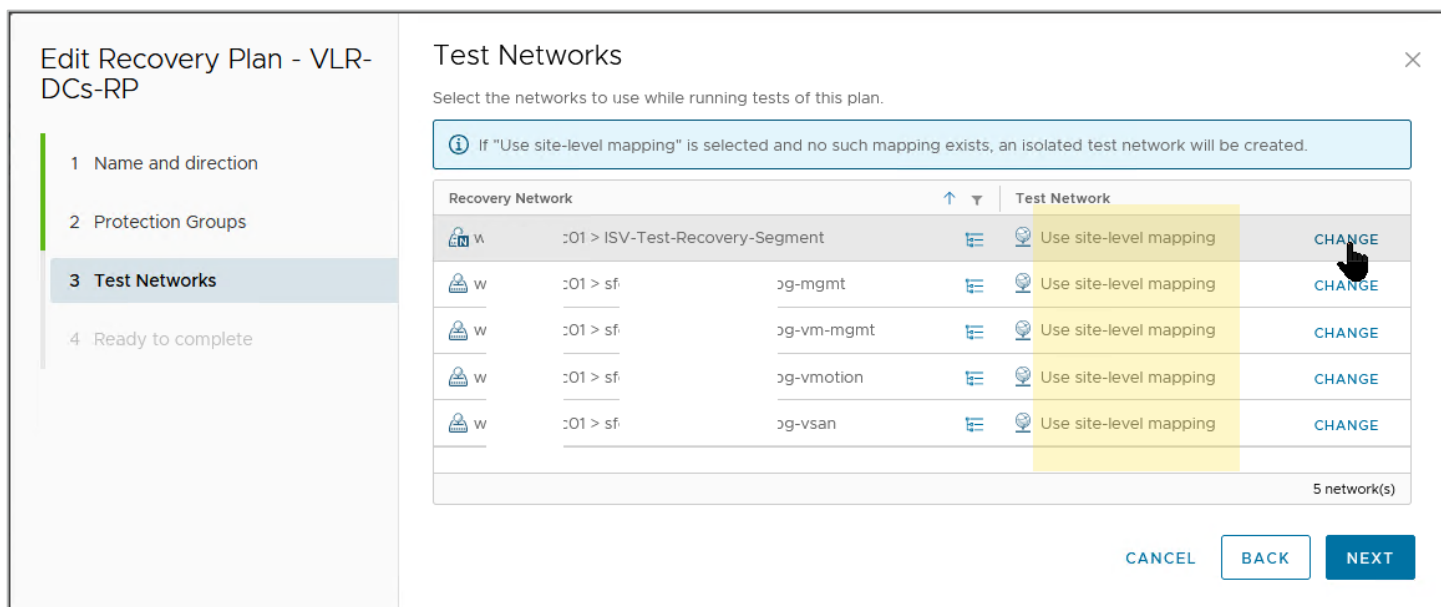 Edit Recovery Plan - VLR-
DCs-RP
1 Name and direction
2 Protection Groups
3 Test Networks
4 Ready to complete
Test Networks
Select the networks to use while running tests of this plan.
If "Use site-level mapping" is selected and no such mapping exists, an isolated test network will be created.
Recovery Network Test Network
:01 > ISV-Test-Recovery-Segment Use site-level mapping CHANGE
w :01 > sf og-mgmt Use site-level mapping CHANGE
w :01 > sf og-vm-mgmt Use site-level mapping CHANGE
w :01 > sf og-vmotion Use site-level mapping CHANGE
w :01 > sf og-vsan Use site-level mapping CHANGE
5 network(s)
CANCEL BACK NEXT